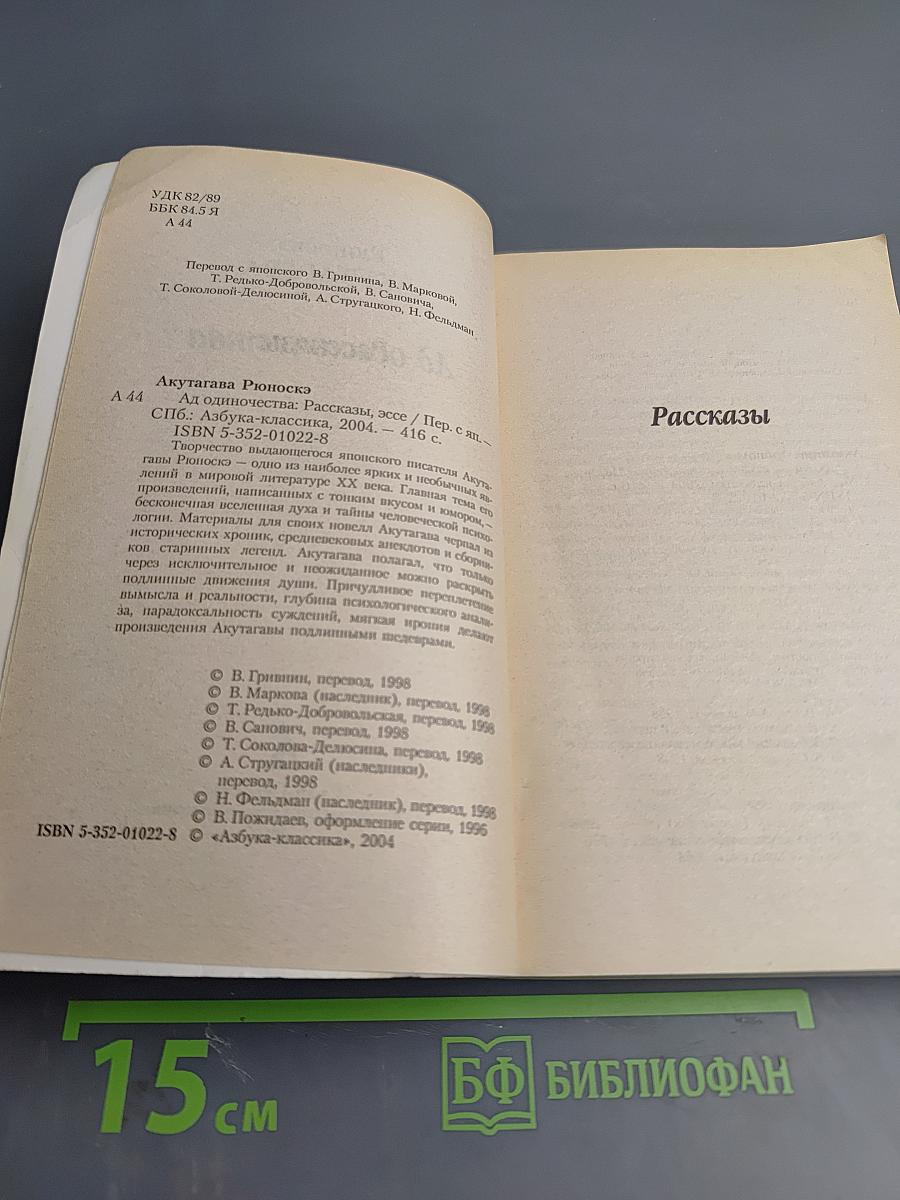 УДК 82/89
ББК 84.5 Я
А 44
Перевод с японского В. Гривнина, В. Марковой,
Т. Редько-Добровольской, В. Сановича,
Т. Соколовой-Делюсиной, А. Стругацкого, Н. Фельдман
Акутагава Рюноскэ
А 44 Ад одиночества: Рассказы, эссе / Пер. с яп. —
СПб.: Азбука-классика, 2004. — 416 с.
ISBN 5-352-01022-8
Творчество выдающегося японского писателя Акута-
гавы Рюноскэ — одно из наиболее ярких и необычных яв-
лений в мировой литературе XX века. Главная тема его
произведений, написанных с тонким вкусом и юмором, —
бесконечная вселенная духа и тайны человеческой психо-
логии. Материалы для своих новелл Акутагава черпал из
исторических хроник, средневековых анекдотов и сборни-
ков старинных легенд. Акутагава полагал, что только
через исключительное и неожиданное можно раскрыть
подлинные движения души. Причудливое переплетение
вымысла и реальности, глубина психологического анали-
за, парадоксальность суждений, мягкая ирония делают
произведения Акутагавы подлинными шедеврами.
© В. Гривнин, перевод, 1998
© В. Маркова (наследник), перевод, 1998
© Т. Редько-Добровольская, перевод, 1998
© В. Санович, перевод, 1998
© Т. Соколова-Делюсина, перевод, 1998
© А. Стругацкий (наследники),
перевод, 1998
© Н. Фельдман (наследник), перевод, 1998
© В. Пожидаев, оформление серии, 1996
ISBN 5-352-01022-8 © «Азбука-классика», 2004
Рассказы
15 см
БФ БИБЛИОФАН